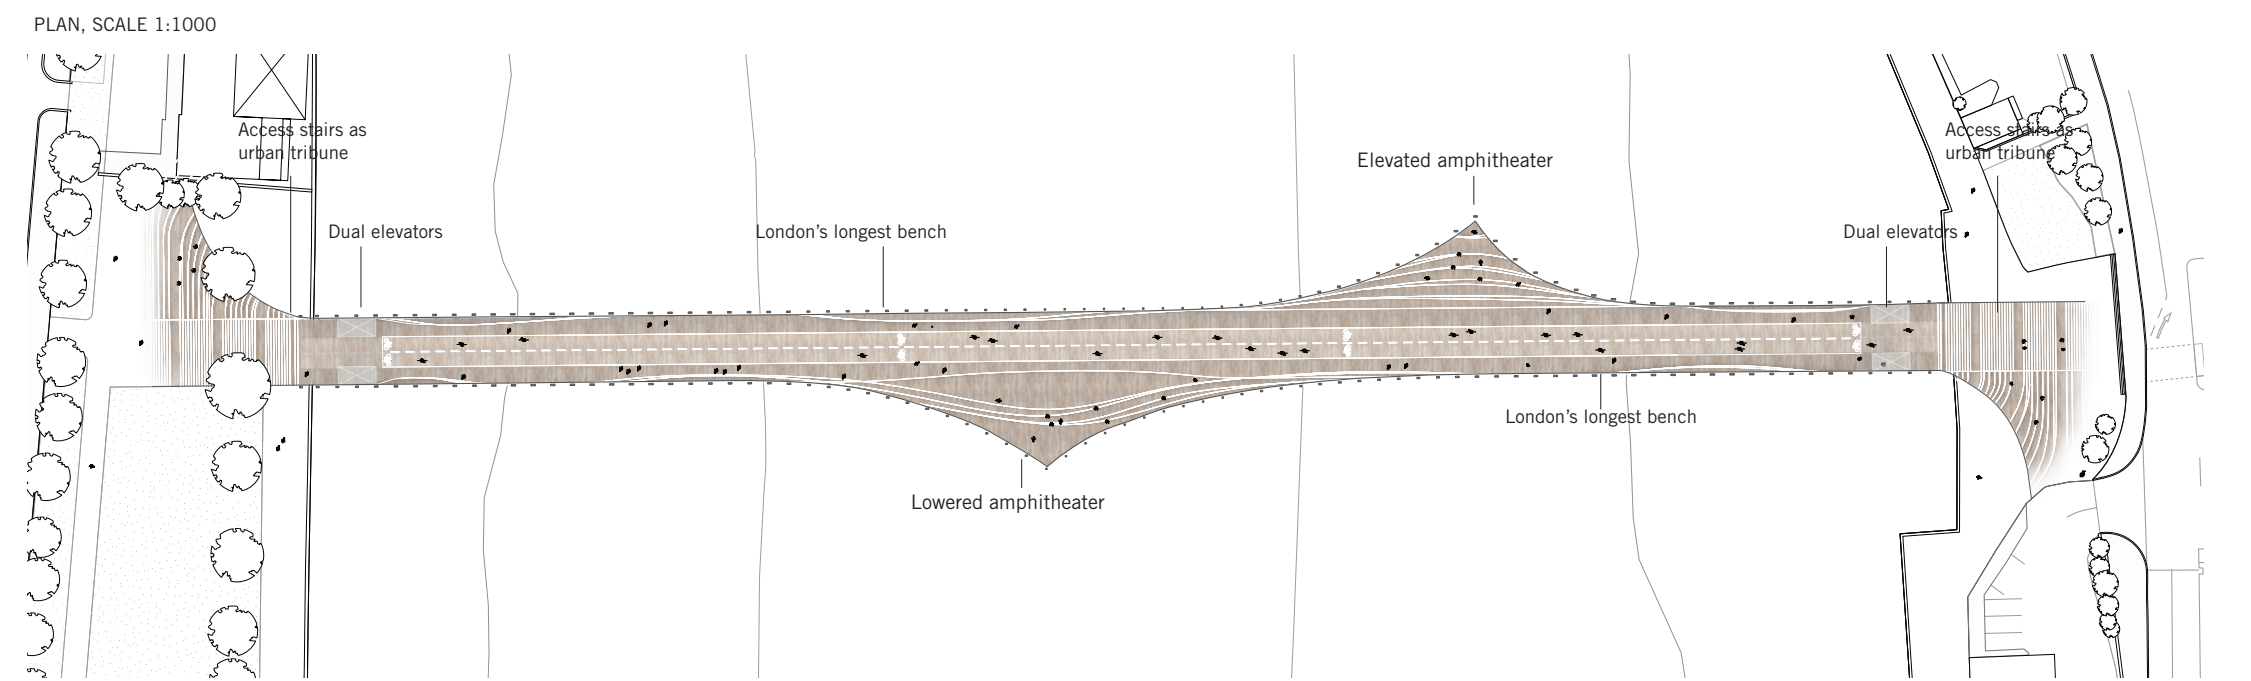 PLAN, SCALE 1:1000
Access stairs as
urban tribune
Access stairs as
urban tribune
Elevated amphitheater
Dual elevators
London's longest bench
Dual elevators
London's longest bench
Lowered amphitheater